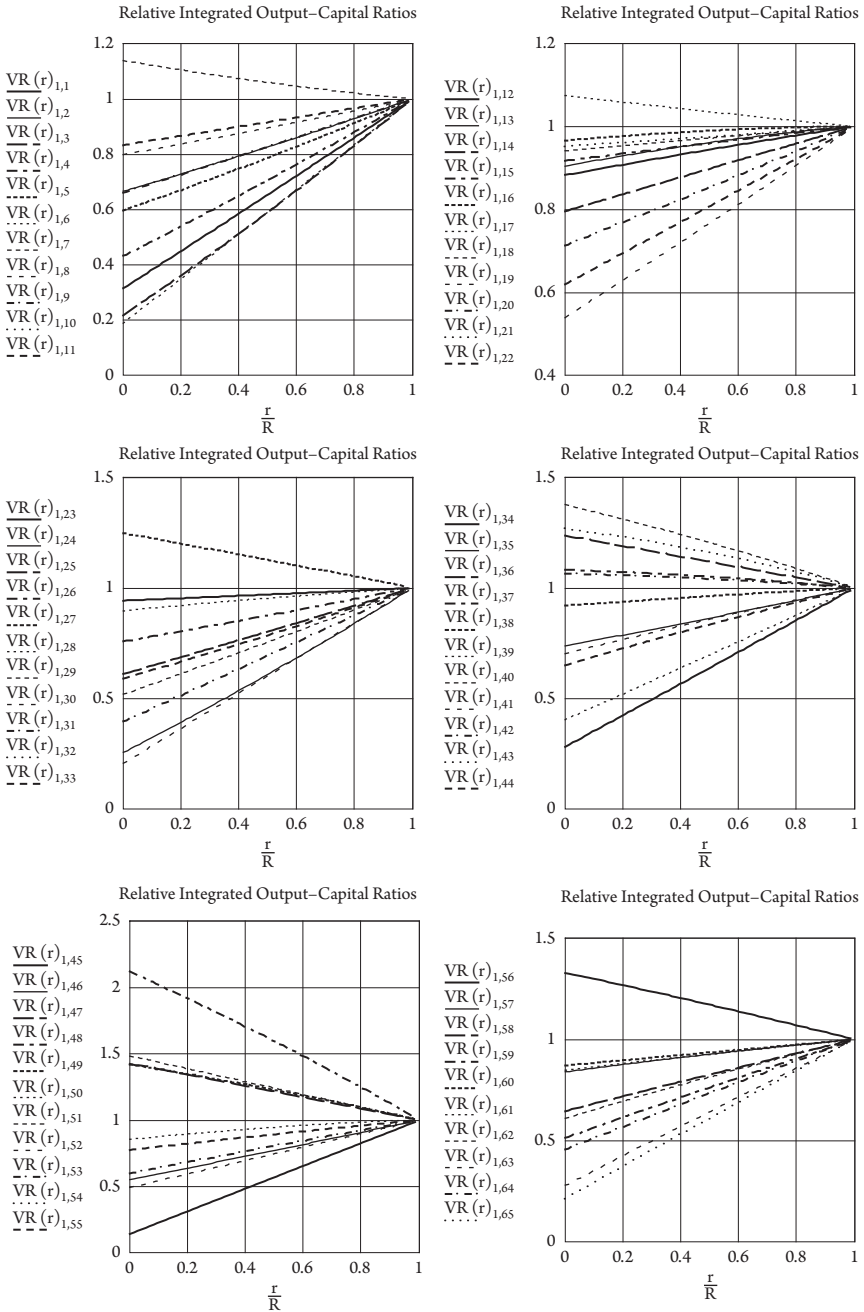 Relative Integrated Output–Capital Ratios
VR (r)1,1
VR (r)1,2
VR (r)1,3
VR (r)1,4
VR (r)1,5
VR (r)1,6
VR (r)1,7
VR (r)1,8
VR (r)1,9
VR (r)1,10
VR (r)1,11
1.2
1
0.8
0.6
0.4
0.2
0
0 0.2 0.4 0.6 0.8 1
r
R
Relative Integrated Output–Capital Ratios
VR (r)1,12
VR (r)1,13
VR (r)1,14
VR (r)1,15
VR (r)1,16
VR (r)1,17
VR (r)1,18
VR (r)1,19
VR (r)1,20
VR (r)1,21
VR (r)1,22
1.2
1
0.8
0.6
0.4
0 0.2 0.4 0.6 0.8 1
r
R
Relative Integrated Output–Capital Ratios
VR (r)1,23
VR (r)1,24
VR (r)1,25
VR (r)1,26
VR (r)1,27
VR (r)1,28
VR (r)1,29
VR (r)1,30
VR (r)1,31
VR (r)1,32
VR (r)1,33
1.5
1
0.5
0
0 0.2 0.4 0.6 0.8 1
r
R
Relative Integrated Output–Capital Ratios
VR (r)1,34
VR (r)1,35
VR (r)1,36
VR (r)1,37
VR (r)1,38
VR (r)1,39
VR (r)1,40
VR (r)1,41
VR (r)1,42
VR (r)1,43
VR (r)1,44
1.5
1
0.5
0
0 0.2 0.4 0.6 0.8 1
r
R
Relative Integrated Output–Capital Ratios
VR (r)1,45
VR (r)1,46
VR (r)1,47
VR (r)1,48
VR (r)1,49
VR (r)1,50
VR (r)1,51
VR (r)1,52
VR (r)1,53
VR (r)1,54
VR (r)1,55
2.5
2
1.5
1
0.5
0
0 0.2 0.4 0.6 0.8 1
r
R
Relative Integrated Output–Capital Ratios
VR (r)1,56
VR (r)1,57
VR (r)1,58
VR (r)1,59
VR (r)1,60
VR (r)1,61
VR (r)1,62
VR (r)1,63
VR (r)1,64
VR (r)1,65
1.5
1
0.5
0
0 0.2 0.4 0.6 0.8 1
r
R